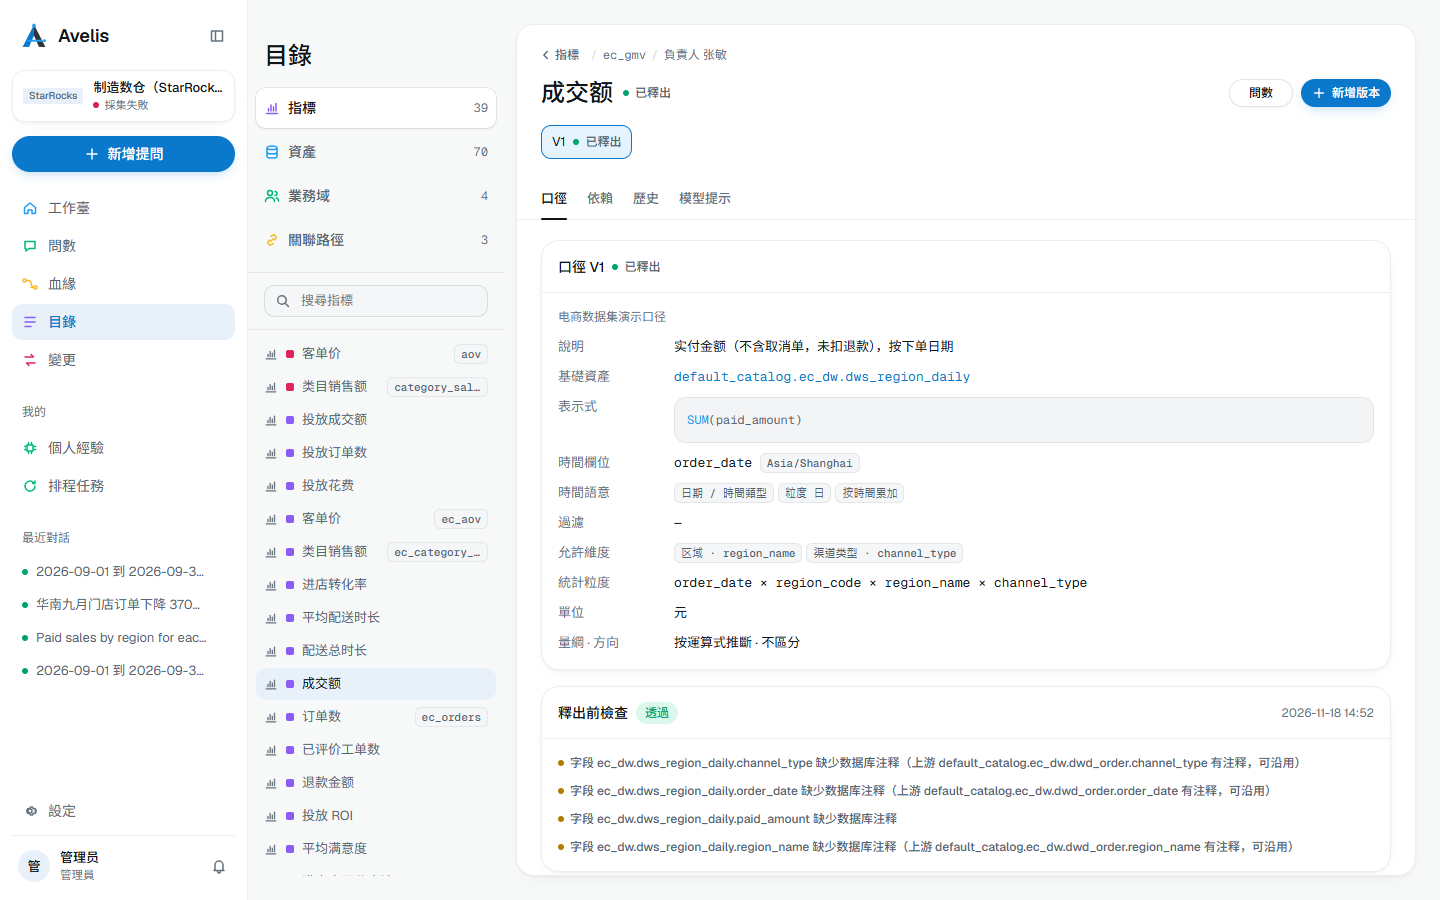 Avelis
StarRocks
制造数仓（StarRock...
採集失敗
新增提問
工作臺
問數
血緣
目錄
變更
我的
個人經驗
排程任務
最近對話
2026-09-01 到 2026-09-3...
华南九月门店订单下降 370...
Paid sales by region for eac...
2026-09-01 到 2026-09-3...
設定
管
管理员
管理員
目錄
指標 39
資產 70
業務域 4
關聯路徑 3
搜尋指標
客单价 aov
类目销售额 category_sal...
投放成交额
投放订单数
投放花费
客单价 ec_aov
类目销售额 ec_category_...
进店转化率
平均配送时长
配送总时长
成交额
订单数 ec_orders
已评价工单数
退款金额
投放 ROI
平均满意度
指標 / ec_gmv / 負責人 张敏
成交额 已釋出
問數
新增版本
V1 已釋出
口徑 依賴 歷史 模型提示
口徑 V1 已釋出
电商数据集演示口径
說明 实付金额（不含取消单，未扣退款），按下单日期
基礎資產 default_catalog.ec_dw.dws_region_daily
表示式 SUM(paid_amount)
時間欄位 order_date Asia/Shanghai
時間語意 日期 / 時間類型 粒度 日 按時間累加
過濾 —
允許維度 区域 · region_name 渠道类型 · channel_type
統計粒度 order_date × region_code × region_name × channel_type
單位 元
量綱 · 方向 按運算式推斷 · 不區分
釋出前檢查 透過 2026-11-18 14:52
字段 ec_dw.dws_region_daily.channel_type 缺少数据库注释（上游 default_catalog.ec_dw.dwd_order.channel_type 有注释，可沿用）
字段 ec_dw.dws_region_daily.order_date 缺少数据库注释（上游 default_catalog.ec_dw.dwd_order.order_date 有注释，可沿用）
字段 ec_dw.dws_region_daily.paid_amount 缺少数据库注释
字段 ec_dw.dws_region_daily.region_name 缺少数据库注释（上游 default_catalog.ec_dw.dwd_order.region_name 有注释，可沿用）